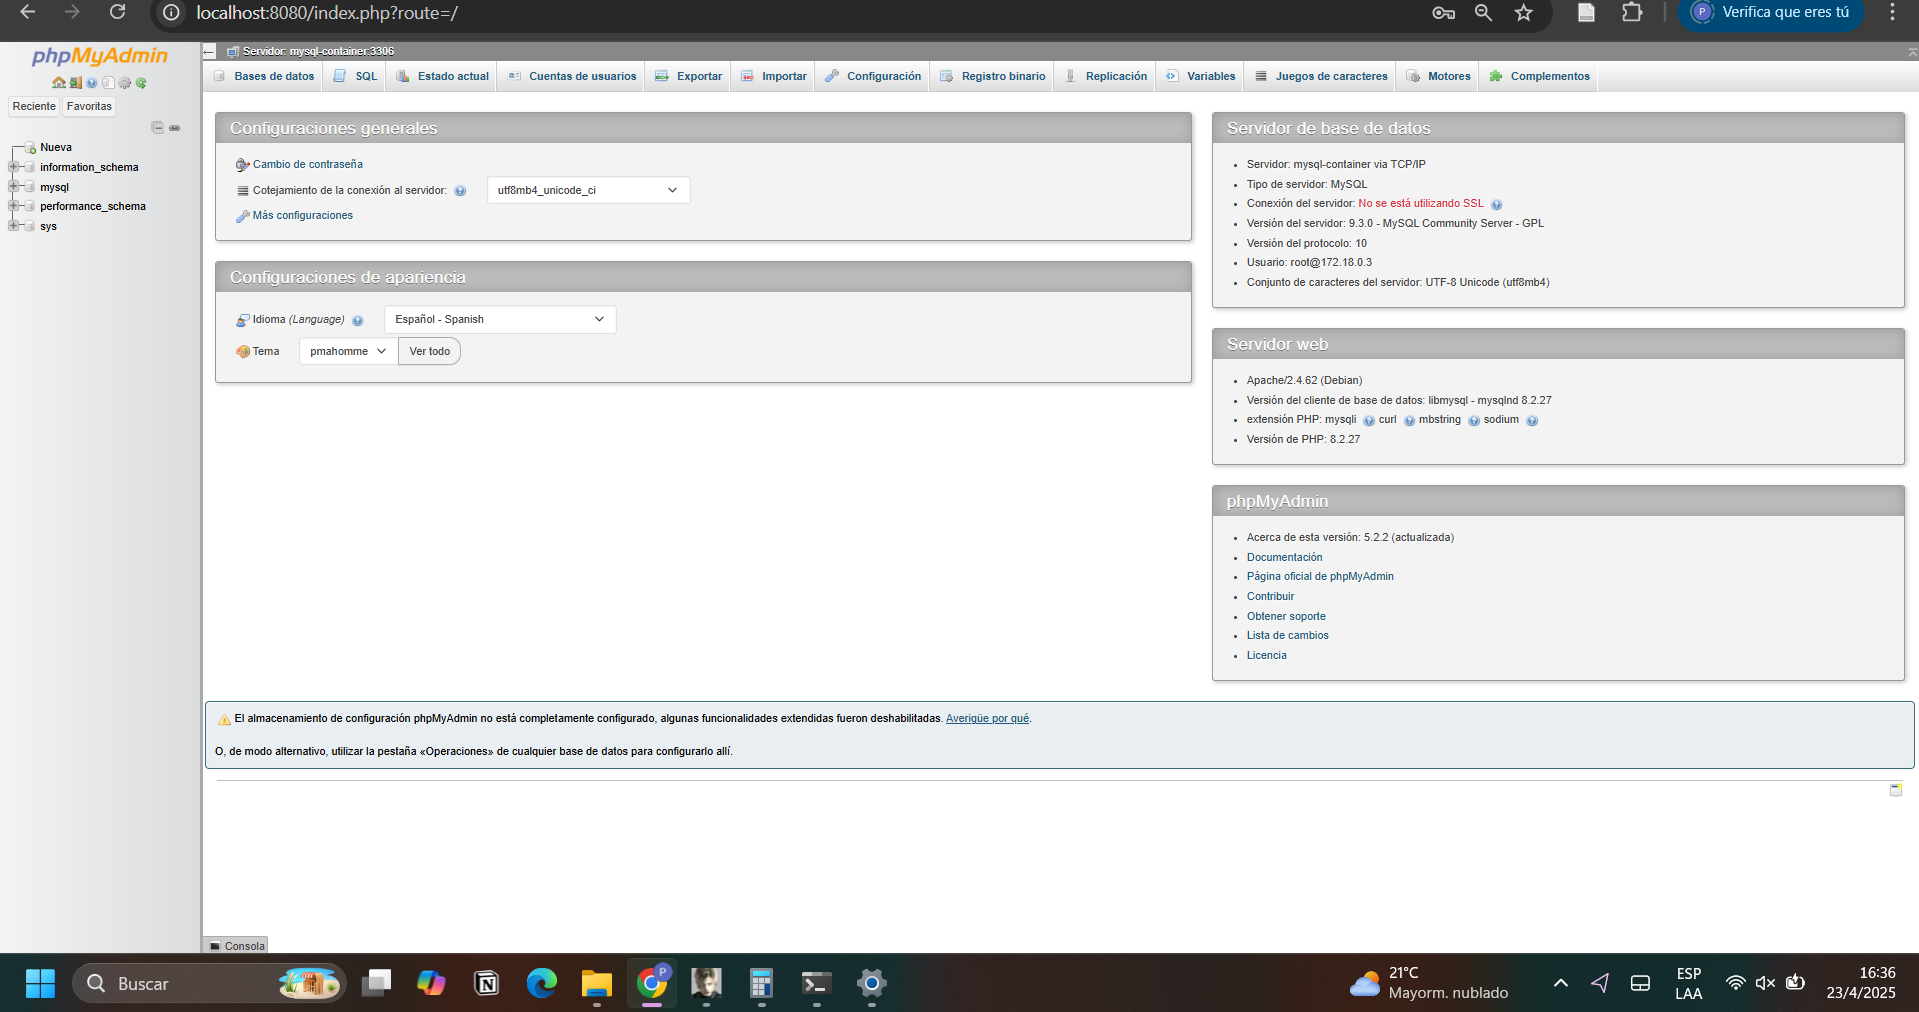 localhost:8080/index.php?route=/
Verifica que eres tú
phpMyAdmin
Reciente
Favoritas
Nueva
information_schema
mysql
performance_schema
sys
Servidor: mysql-container:3306
Bases de datos
SQL
Estado actual
Cuentas de usuarios
Exportar
Importar
Configuración
Registro binario
Replicación
Variables
Juegos de caracteres
Motores
Complementos
Configuraciones generales
Cambio de contraseña
Cotejamiento de la conexión al servidor:
utf8mb4_unicode_ci
Más configuraciones
Configuraciones de apariencia
Idioma (Language)
Español - Spanish
Tema
pmahomme
Ver todo
Servidor de base de datos
Servidor: mysql-container via TCP/IP
Tipo de servidor: MySQL
Conexión del servidor: No se está utilizando SSL
Versión del servidor: 9.3.0 - MySQL Community Server - GPL
Versión del protocolo: 10
Usuario: root@172.18.0.3
Conjunto de caracteres del servidor: UTF-8 Unicode (utf8mb4)
Servidor web
Apache/2.4.62 (Debian)
Versión del cliente de base de datos: libmysql - mysqlnd 8.2.27
extensión PHP: mysqli curl mbstring sodium
Versión de PHP: 8.2.27
phpMyAdmin
Acerca de esta versión: 5.2.2 (actualizada)
Documentación
Página oficial de phpMyAdmin
Contribuir
Obtener soporte
Lista de cambios
Licencia
El almacenamiento de configuración phpMyAdmin no está completamente configurado, algunas funcionalidades extendidas fueron deshabilitadas. Averigüe por qué.
O, de modo alternativo, utilizar la pestaña «Operaciones» de cualquier base de datos para configurarlo allí.
Consola
Buscar
21°C
Mayorm. nublado
ESP
LAA
16:36
23/4/2025